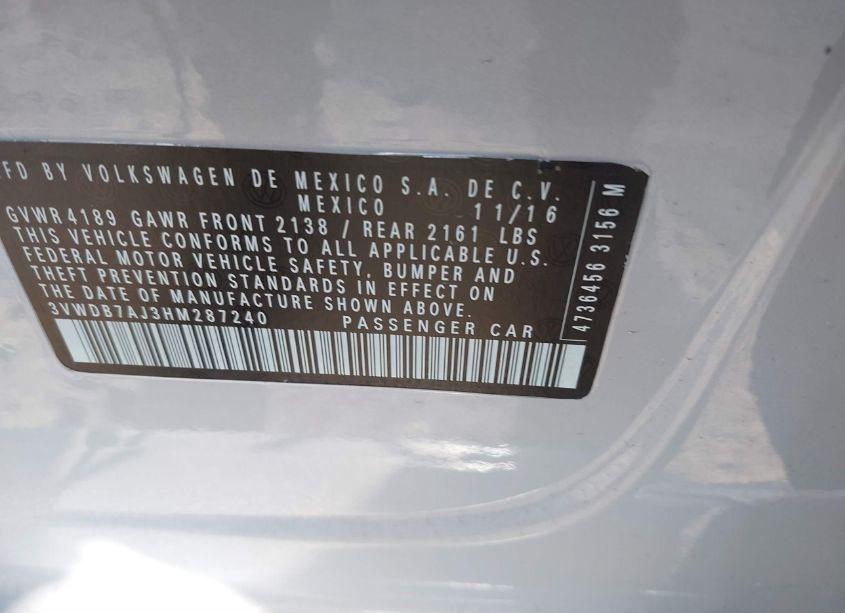 FD BY VOLKSWAGEN DE MEXICO S.A. DE C.V.
MEXICO 11/16
GVWR 4189 GAWR FRONT 2138 / REAR 2161 LBS
THIS VEHICLE CONFORMS TO ALL APPLICABLE U.S.
FEDERAL MOTOR VEHICLE SAFETY, BUMPER AND
THEFT PREVENTION STANDARDS IN EFFECT ON
THE DATE OF MANUFACTURE SHOWN ABOVE.
3VWDB7AJ3HM287240 PASSENGER CAR
4736456 3156 M